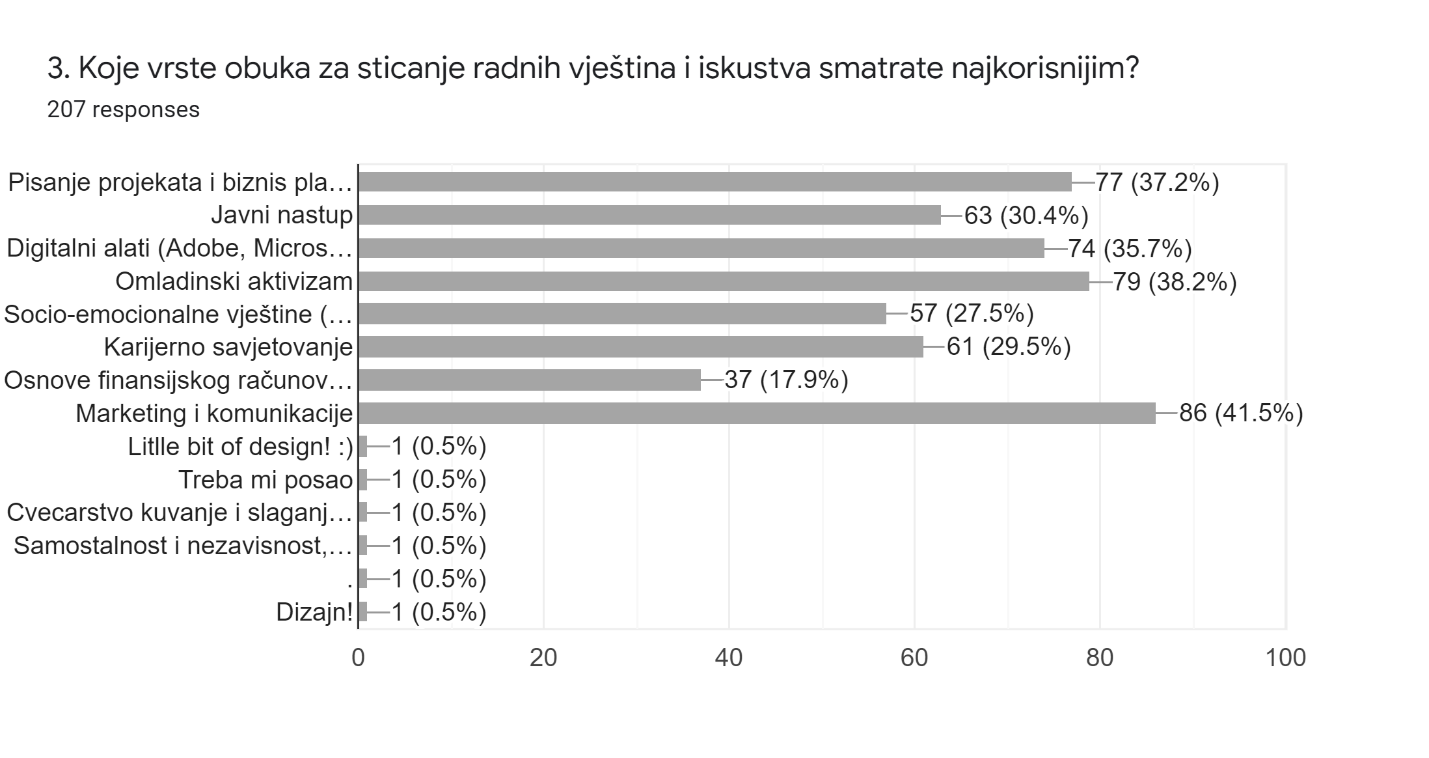 3. Koje vrste obuka za sticanje radnih vještina i iskustva smatrate najkorisnijim?
207 responses
Pisanje projekata i biznis pla… 77 (37.2%)
Javni nastup 63 (30.4%)
Digitalni alati (Adobe, Micros… 74 (35.7%)
Omladinski aktivizam 79 (38.2%)
Socio-emocionalne vještine (… 57 (27.5%)
Karijerno savjetovanje 61 (29.5%)
Osnove finansijskog računov… 37 (17.9%)
Marketing i komunikacije 86 (41.5%)
Litlle bit of design! :) 1 (0.5%)
Treba mi posao 1 (0.5%)
Cvecarstvo kuvanje i slaganj… 1 (0.5%)
Samostalnost i nezavisnost,… 1 (0.5%)
. 1 (0.5%)
Dizajn! 1 (0.5%)
0 20 40 60 80 100